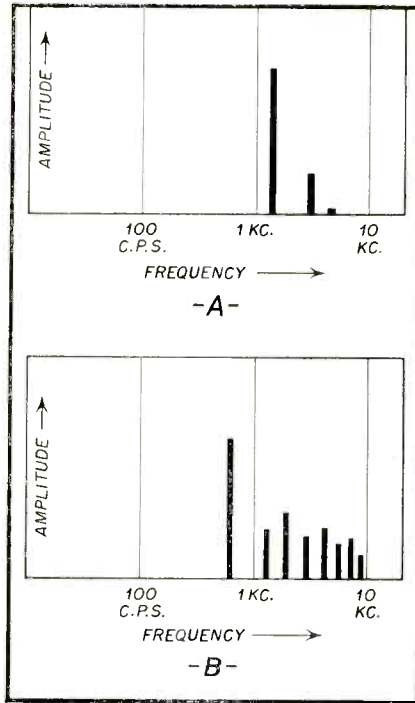 AMPLITUDE
100 1 KC. 10
C.P.S. KC.
FREQUENCY
-A-
AMPLITUDE
100 1 KC. 10
C.P.S. KC.
FREQUENCY
-B-